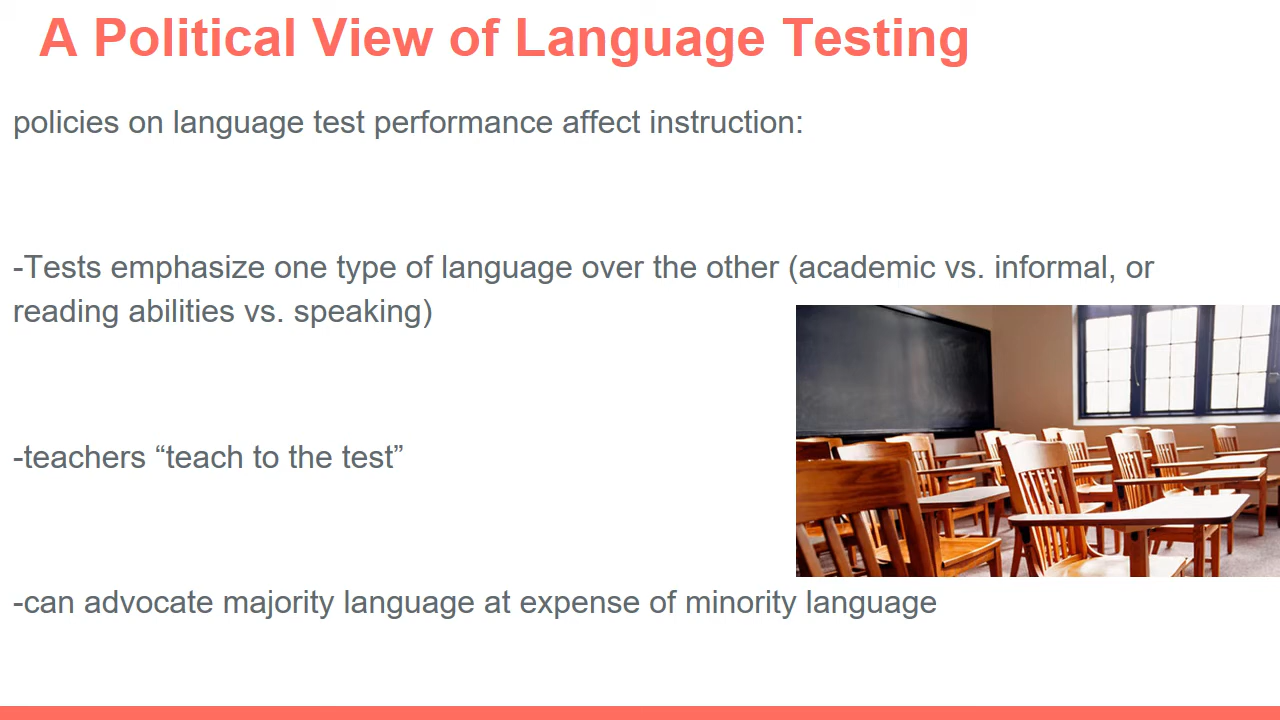 A Political View of Language Testing
policies on language test performance affect instruction:
-Tests emphasize one type of language over the other (academic vs. informal, or
reading abilities vs. speaking)
-teachers “teach to the test”
-can advocate majority language at expense of minority language